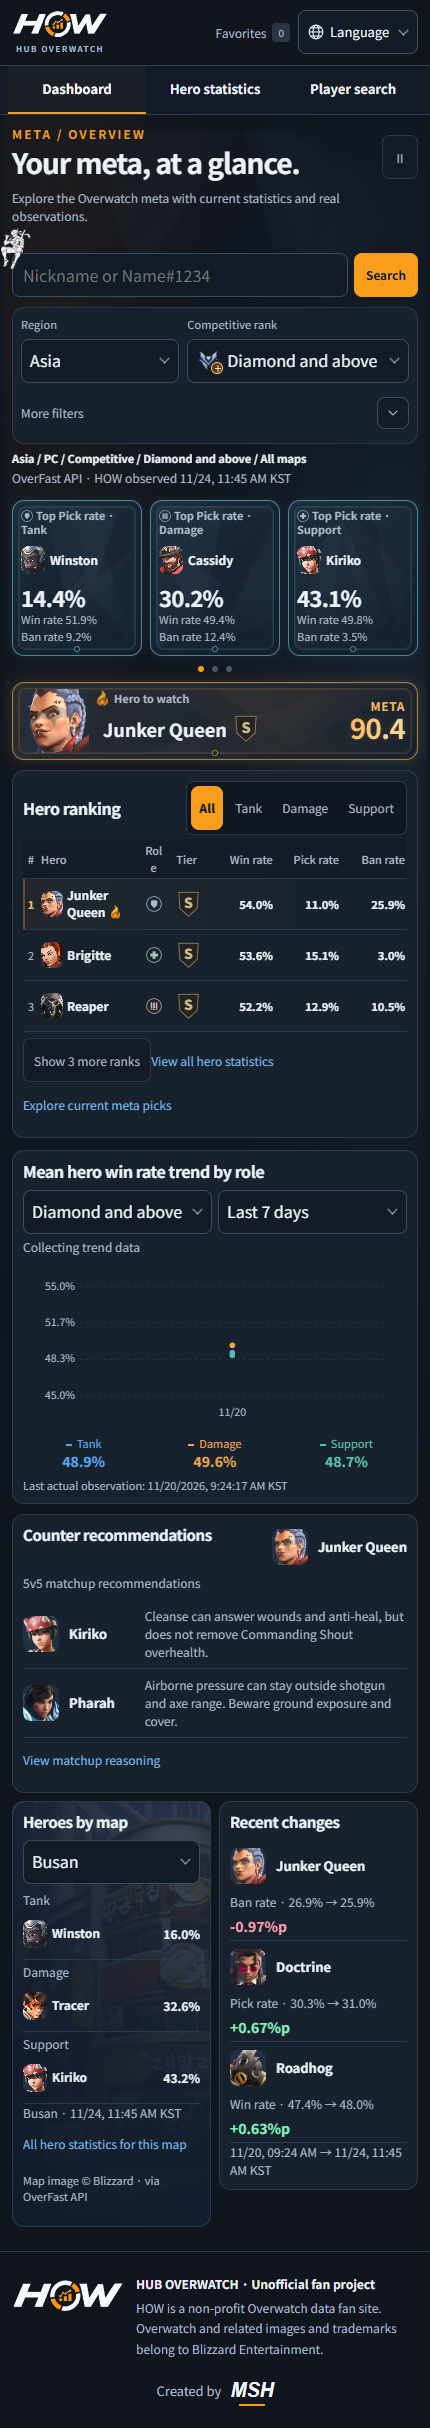 HOW
HUB OVERWATCH
Favorites 0
Language
Dashboard
Hero statistics
Player search
META / OVERVIEW
Your meta, at a glance.
Explore the Overwatch meta with current statistics and real
observations.
Nickname or Name#1234
Search
Region
Competitive rank
Asia
Diamond and above
More filters
Asia / PC / Competitive / Diamond and above / All maps
OverFast API · HOW observed 11/24, 11:45 AM KST
Top Pick rate ·
Tank
Winston
14.4%
Win rate 51.9%
Ban rate 9.2%
Top Pick rate ·
Damage
Cassidy
30.2%
Win rate 49.4%
Ban rate 12.4%
Top Pick rate ·
Support
Kiriko
43.1%
Win rate 49.8%
Ban rate 3.5%
Hero to watch
Junker Queen S
META
90.4
Hero ranking
All Tank Damage Support
# Hero Rol
e Tier Win rate Pick rate Ban rate
1 Junker
Queen S 54.0% 11.0% 25.9%
2 Brigitte S 53.6% 15.1% 3.0%
3 Reaper S 52.2% 12.9% 10.5%
Show 3 more ranks View all hero statistics
Explore current meta picks
Mean hero win rate trend by role
Diamond and above
Last 7 days
Collecting trend data
55.0%
51.7%
48.3%
45.0%
11/20
Tank Damage Support
48.9% 49.6% 48.7%
Last actual observation: 11/20/2026, 9:24:17 AM KST
Counter recommendations
Junker Queen
5v5 matchup recommendations
Kiriko
Cleanse can answer wounds and anti-heal, but
does not remove Commanding Shout
overhealth.
Pharah
Airborne pressure can stay outside shotgun
and axe range. Beware ground exposure and
cover.
View matchup reasoning
Heroes by map
Busan
Tank
Winston 16.0%
Damage
Tracer 32.6%
Support
Kiriko 43.2%
Busan · 11/24, 11:45 AM KST
All hero statistics for this map
Map image © Blizzard · via
OverFast API
Recent changes
Junker Queen
Ban rate · 26.9% → 25.9%
-0.97%p
Doctrine
Pick rate · 30.3% → 31.0%
+0.67%p
Roadhog
Win rate · 47.4% → 48.0%
+0.63%p
11/20, 09:24 AM → 11/24, 11:45
AM KST
HOW
HUB OVERWATCH · Unofficial fan project
HOW is a non-profit Overwatch data fan site.
Overwatch and related images and trademarks
belong to Blizzard Entertainment.
Created by MSH